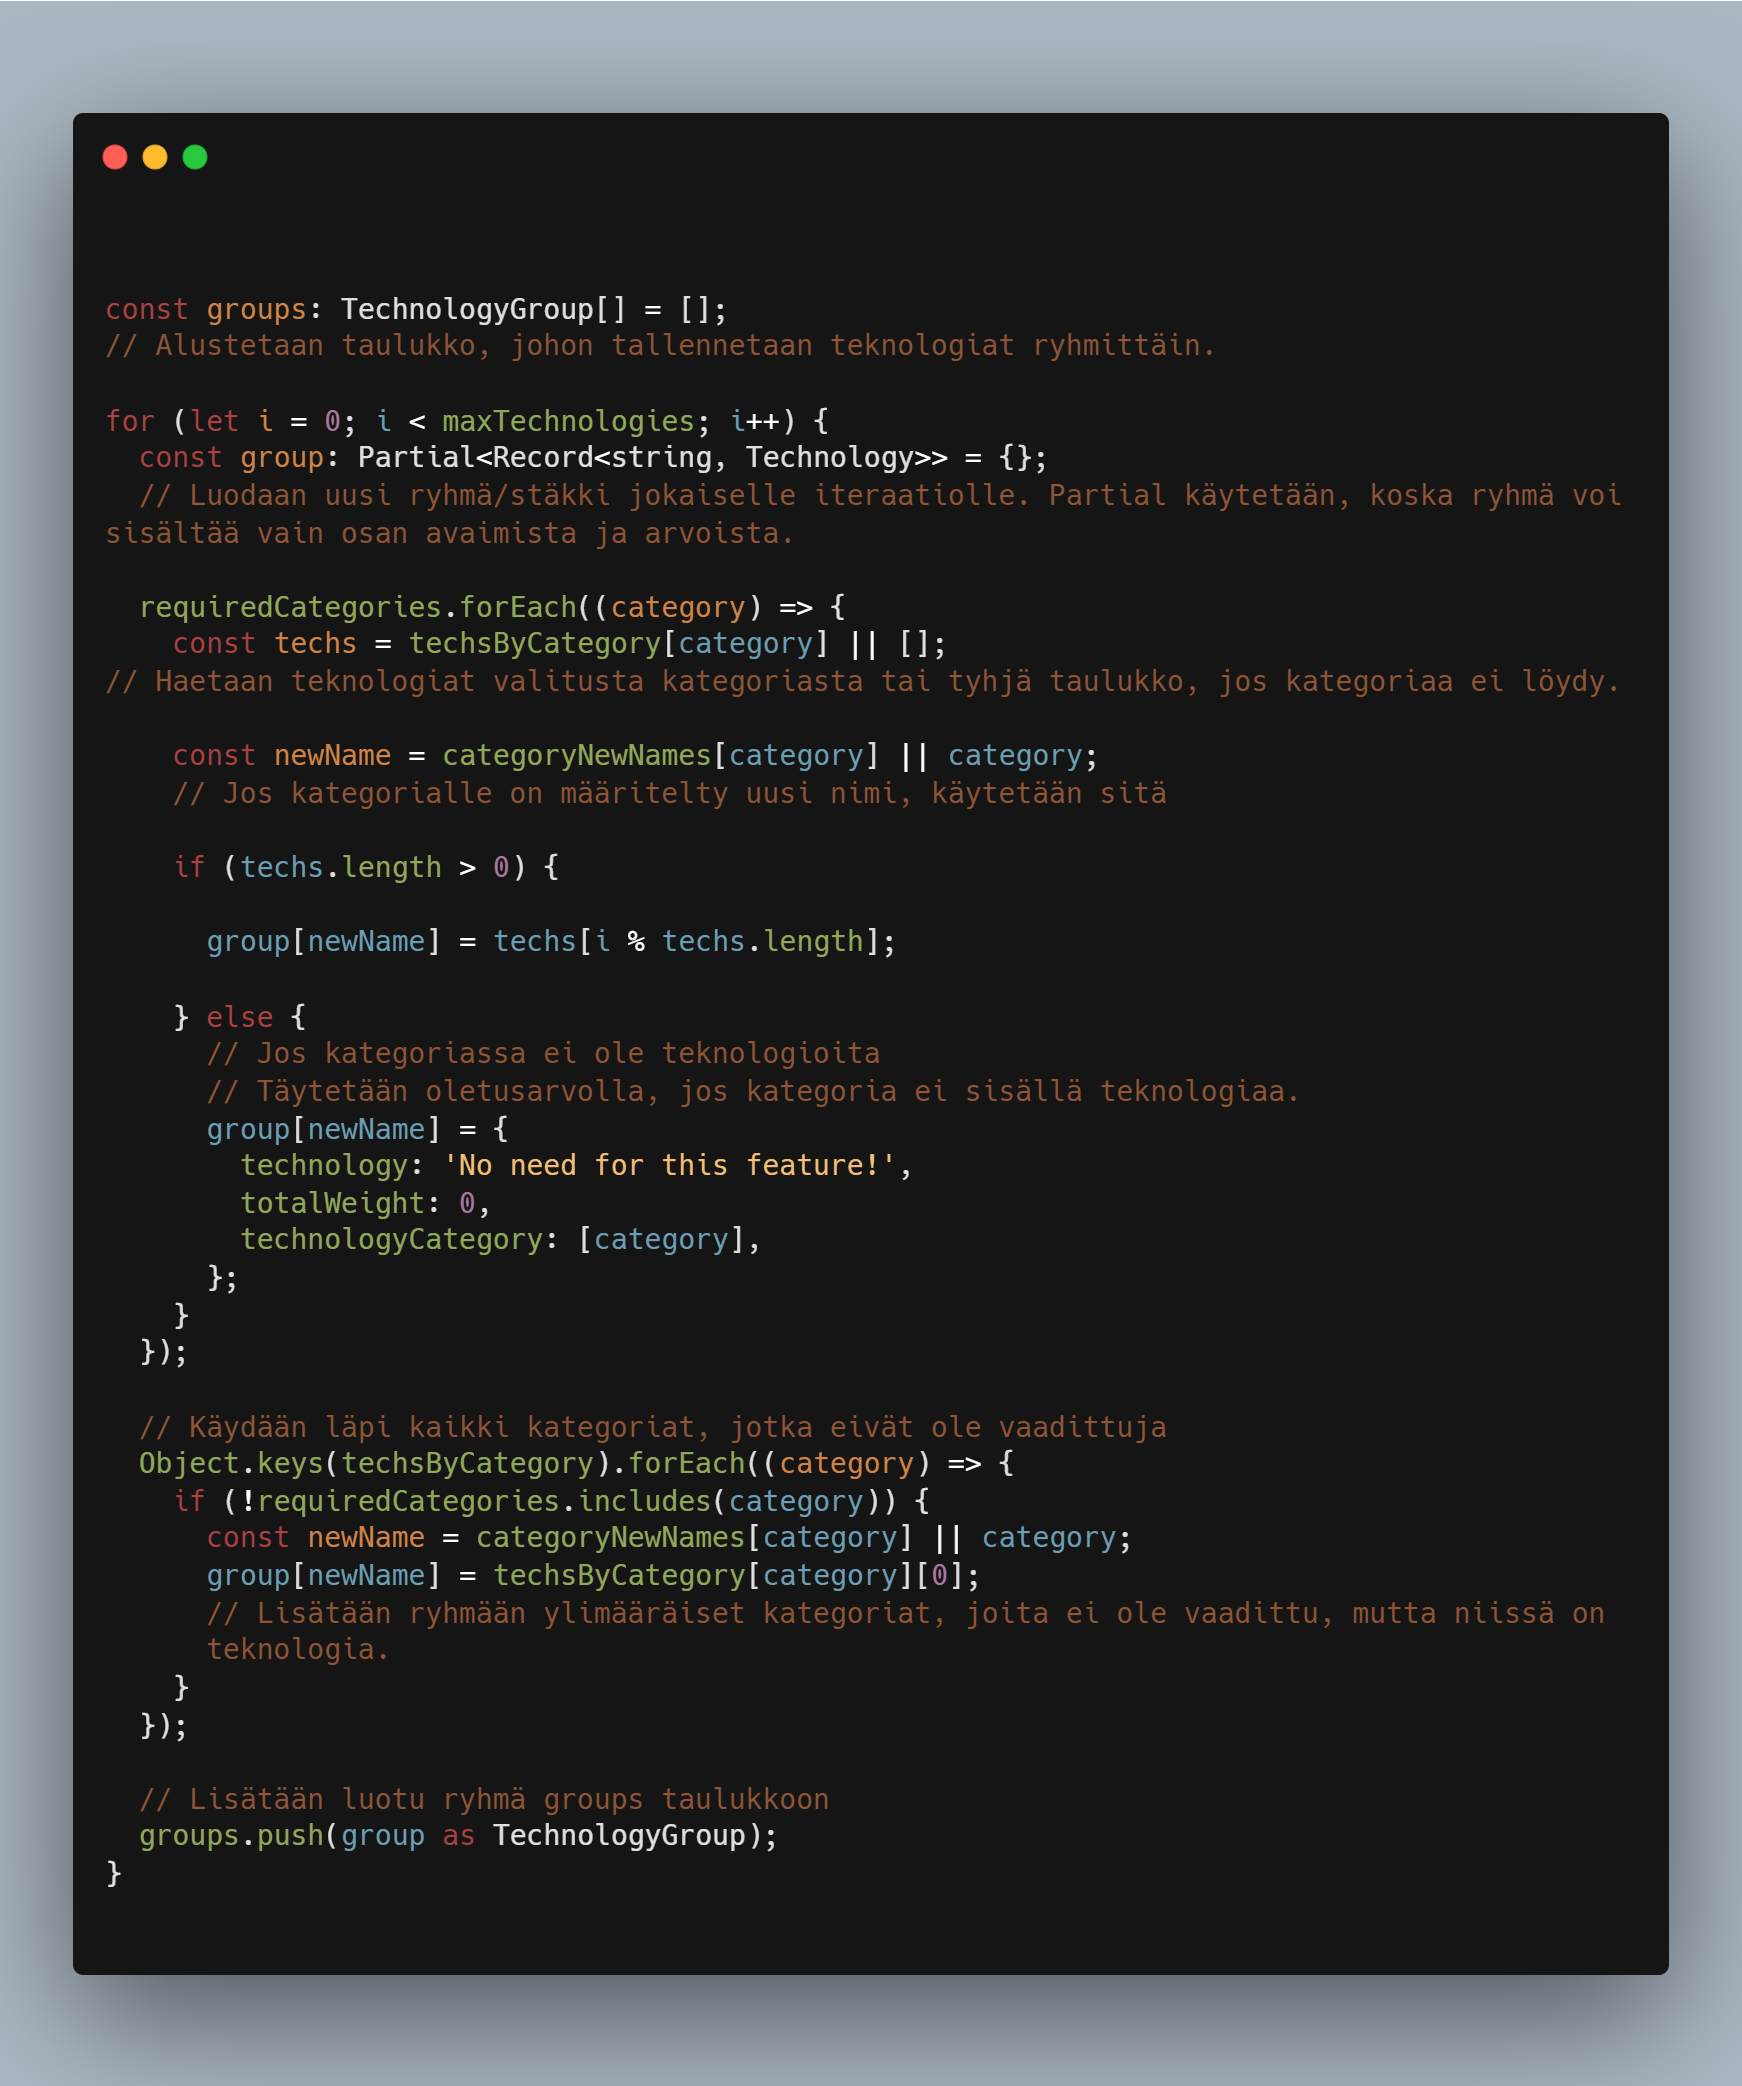 const groups: TechnologyGroup[] = [];
// Alustetaan taulukko, johon tallennetaan teknologiat ryhmittäin.

for (let i = 0; i < maxTechnologies; i++) {
  const group: Partial<Record<string, Technology>> = {};
  // Luodaan uusi ryhmä/stäkki jokaiselle iteraatiolle. Partial käytetään, koska ryhmä voi
sisältää vain osan avaimista ja arvoista.

  requiredCategories.forEach((category) => {
    const techs = techsByCategory[category] || [];
// Haetaan teknologiat valitusta kategoriasta tai tyhjä taulukko, jos kategoriaa ei löydy.

    const newName = categoryNewNames[category] || category;
    // Jos kategorialle on määritelty uusi nimi, käytetään sitä

    if (techs.length > 0) {

      group[newName] = techs[i % techs.length];

    } else {
      // Jos kategoriassa ei ole teknologioita
      // Täytetään oletusarvolla, jos kategoria ei sisällä teknologiaa.
      group[newName] = {
        technology: 'No need for this feature!',
        totalWeight: 0,
        technologyCategory: [category],
      };
    }
  });

  // Käydään läpi kaikki kategoriat, jotka eivät ole vaadittuja
  Object.keys(techsByCategory).forEach((category) => {
    if (!requiredCategories.includes(category)) {
      const newName = categoryNewNames[category] || category;
      group[newName] = techsByCategory[category][0];
      // Lisätään ryhmään ylimääräiset kategoriat, joita ei ole vaadittu, mutta niissä on
      teknologia.
    }
  });

  // Lisätään luotu ryhmä groups taulukkoon
  groups.push(group as TechnologyGroup);
}